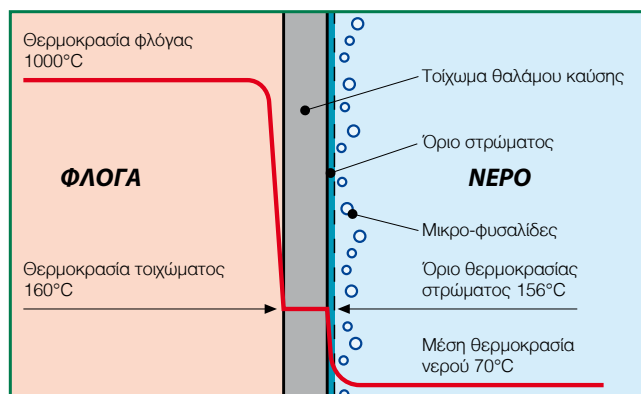 Θερμοκρασία φλόγας
1000°C
Τοίχωμα θαλάμου καύσης
Όριο στρώματος
ΦΛΟΓΑ
ΝΕΡΟ
Μικρο-φυσαλίδες
Θερμοκρασία τοιχώματος
160°C
Όριο θερμοκρασίας
στρώματος 156°C
Μέση θερμοκρασία
νερού 70°C